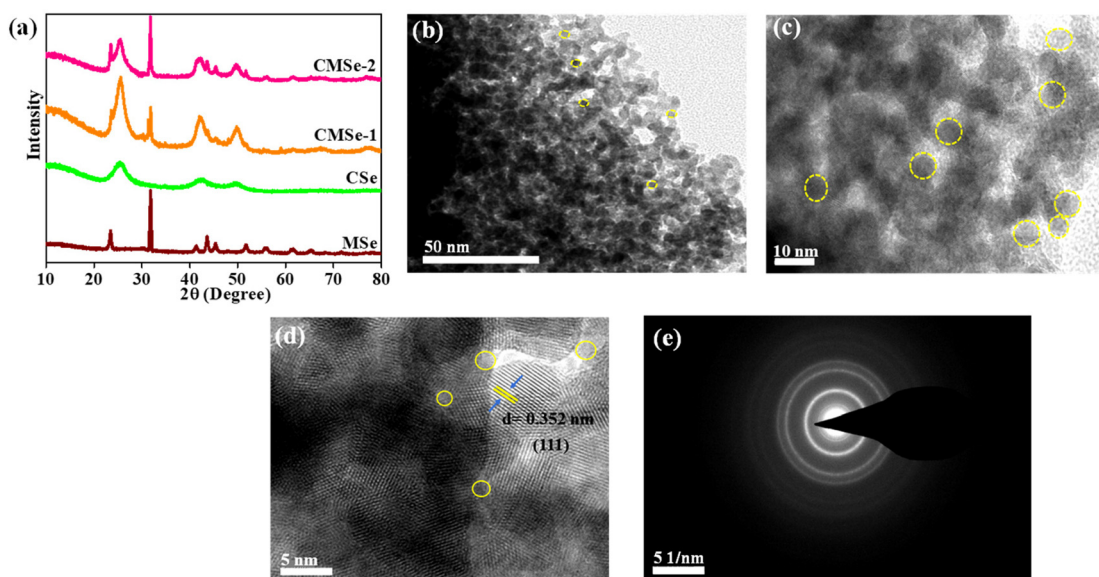 (a)
CMSe-2
CMSe-1
CSe
MSe
Intensity
10 20 30 40 50 60 70 80
2θ (Degree)
(b)
50 nm
(c)
10 nm
(d)
d= 0.352 nm
(111)
5 nm
(e)
5 1/nm